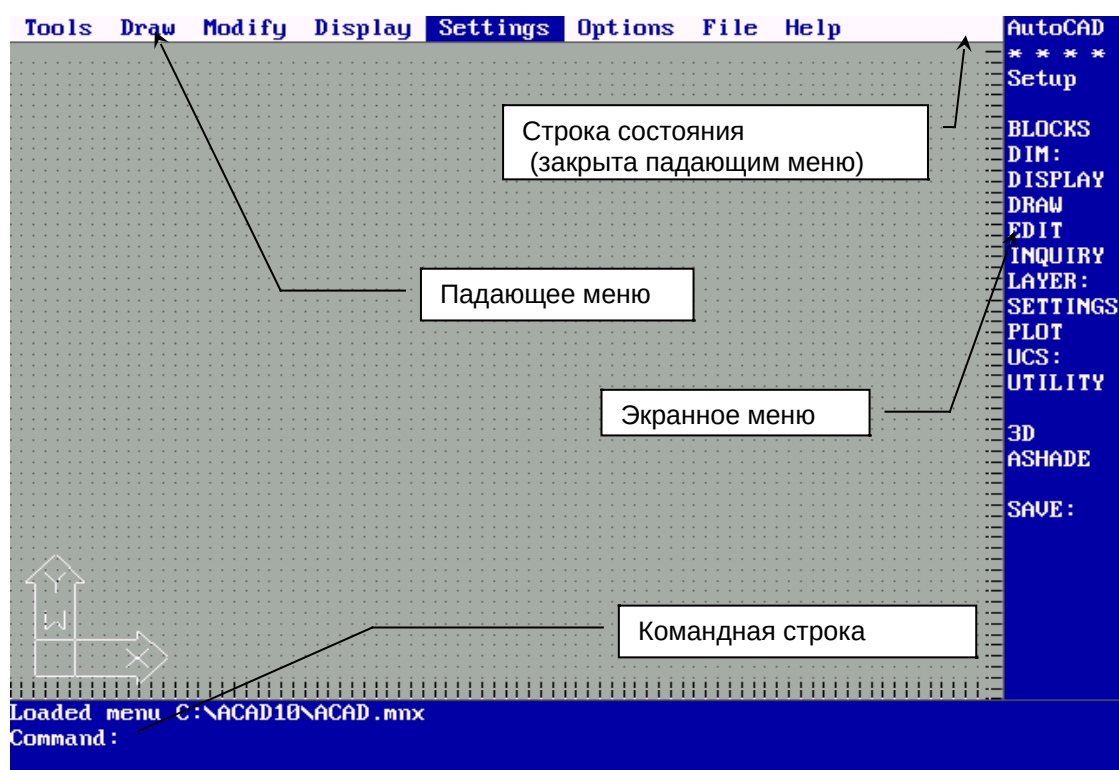 Tools Draw Modify Display Settings Options File Help
AutoCAD
* * * *
Setup
BLOCKS
DIM:
DISPLAY
DRAW
EDIT
INQUIRY
LAYER:
SETTINGS
PLOT
UCS:
UTILITY
3D
ASHADE
SAVE:
Строка состояния
(закрыта падающим меню)
Падающее меню
Экранное меню
Командная строка
Y
W
X
Loaded menu C:\ACAD10\ACAD.mnx
Command: